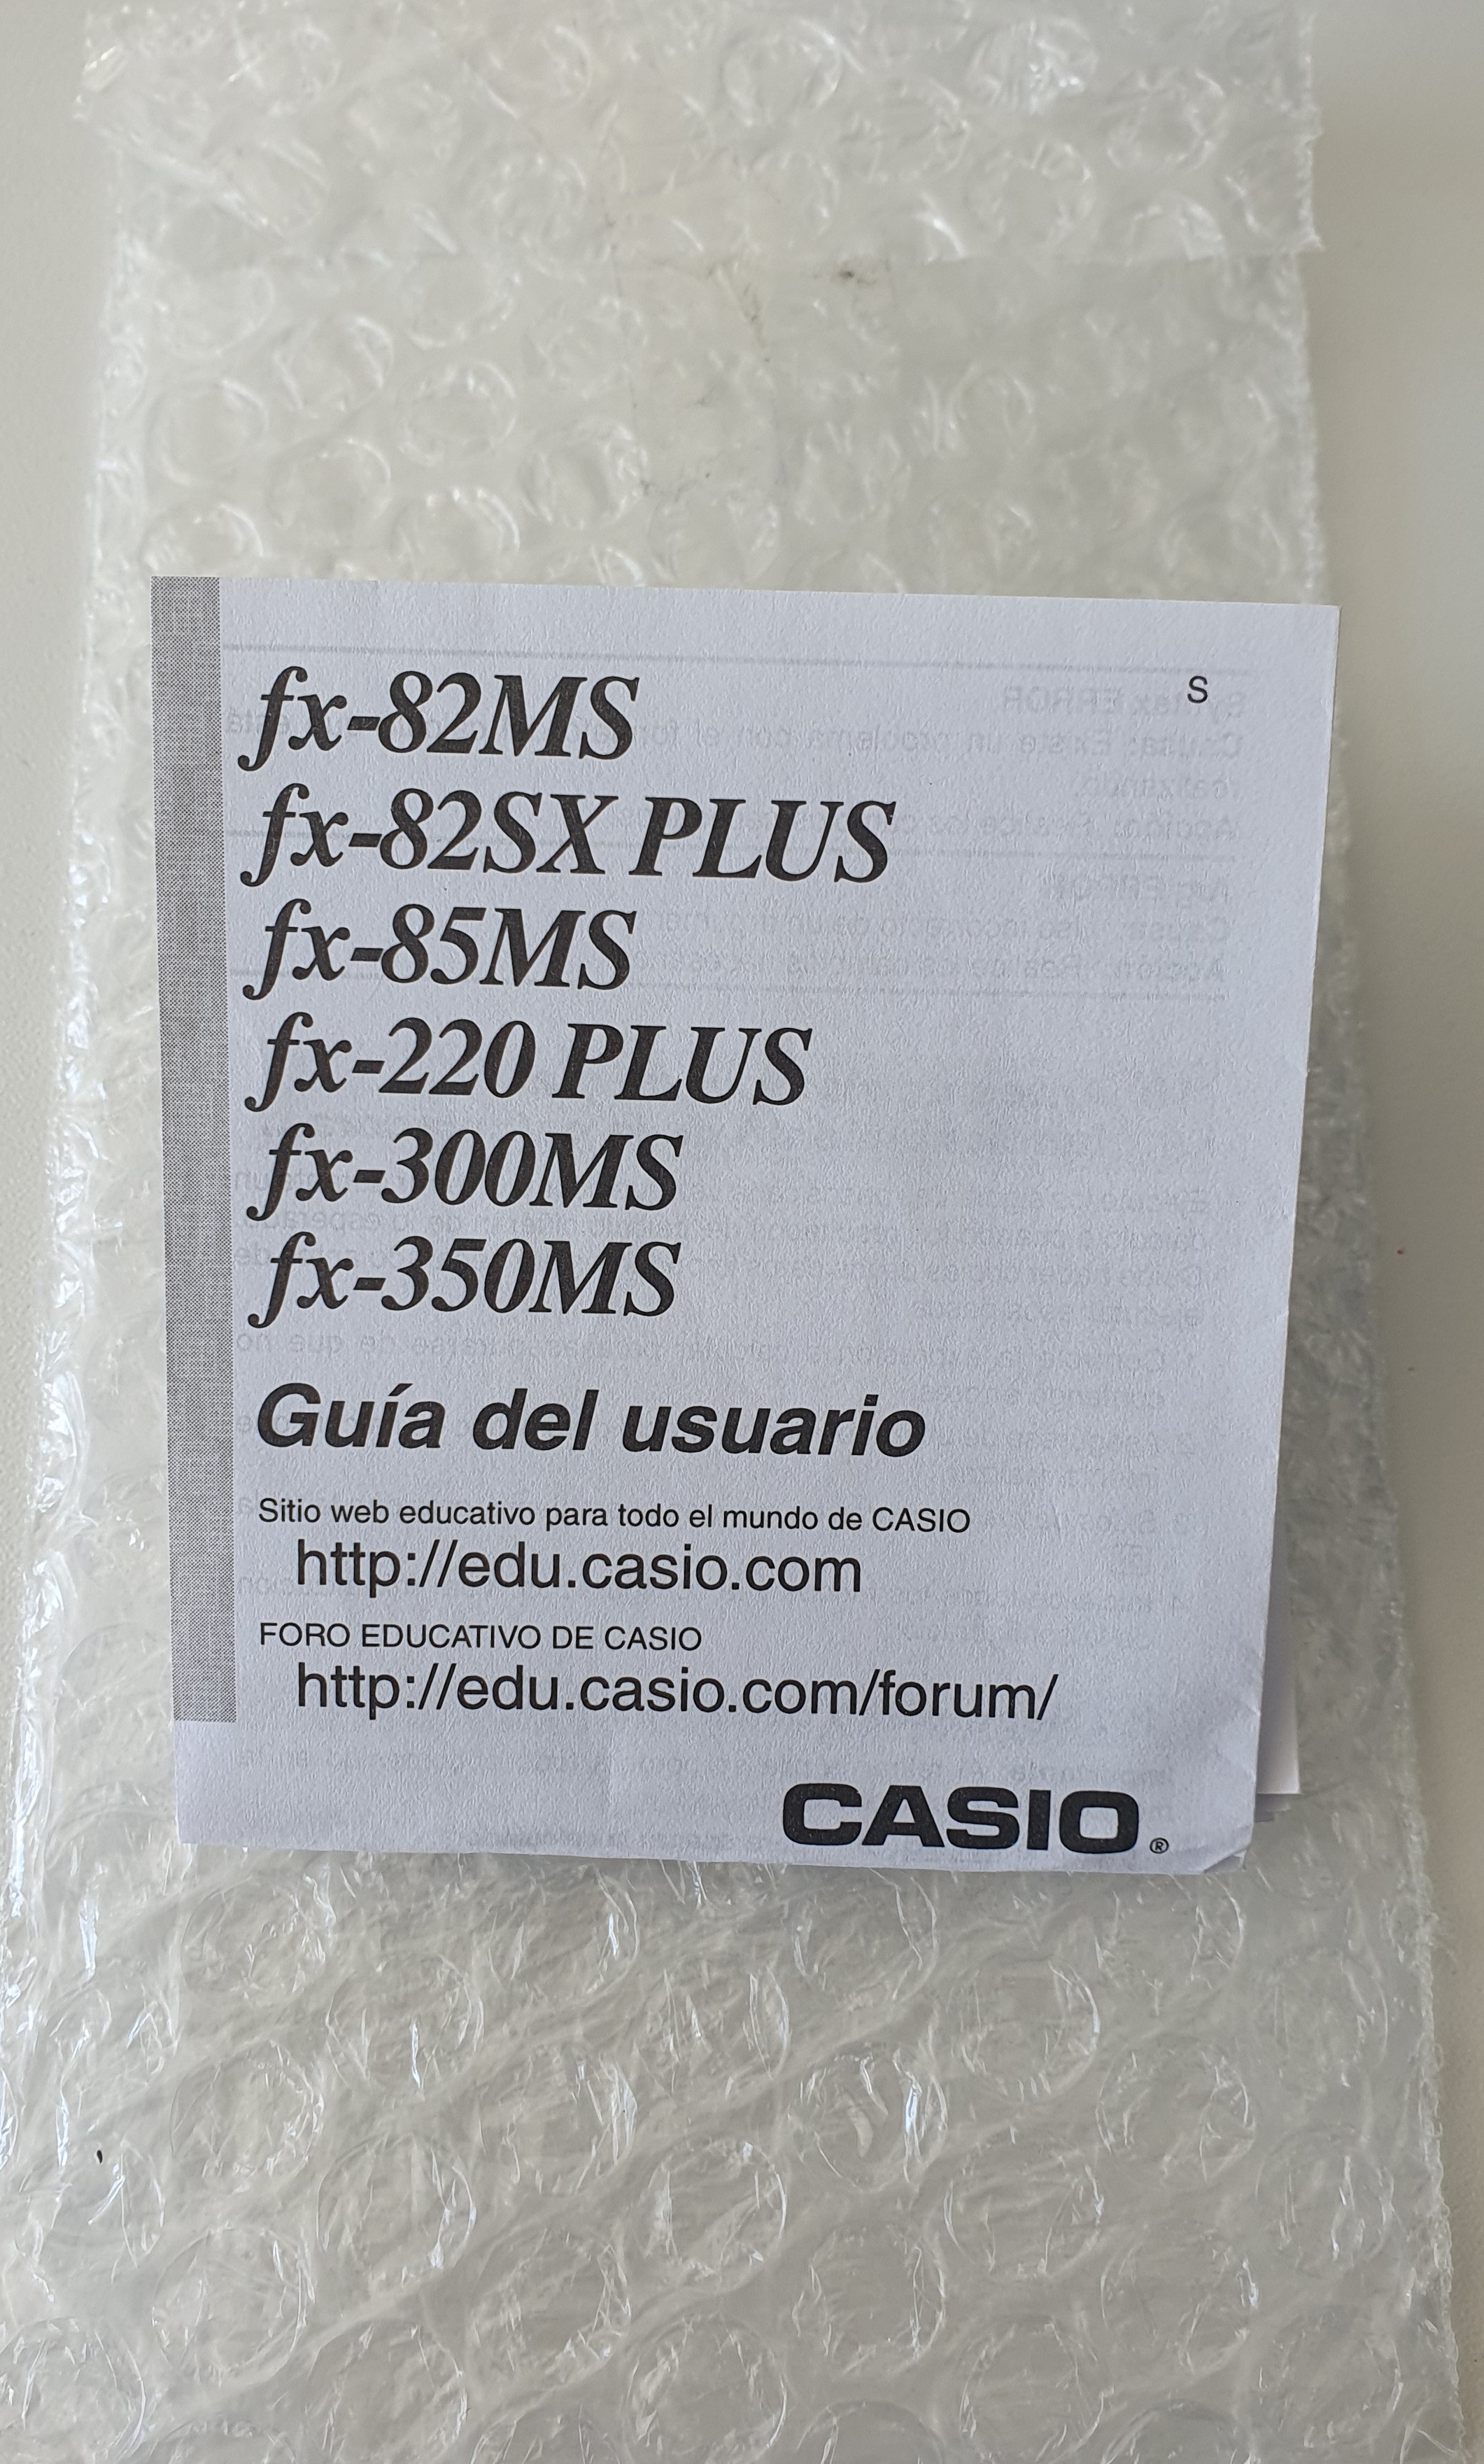 fx-82MS
S
fx-82SX PLUS
fx-85MS
fx-220 PLUS
fx-300MS
fx-350MS
Guía del usuario
Sitio web educativo para todo el mundo de CASIO
http://edu.casio.com
FORO EDUCATIVO DE CASIO
http://edu.casio.com/forum/
CASIO®